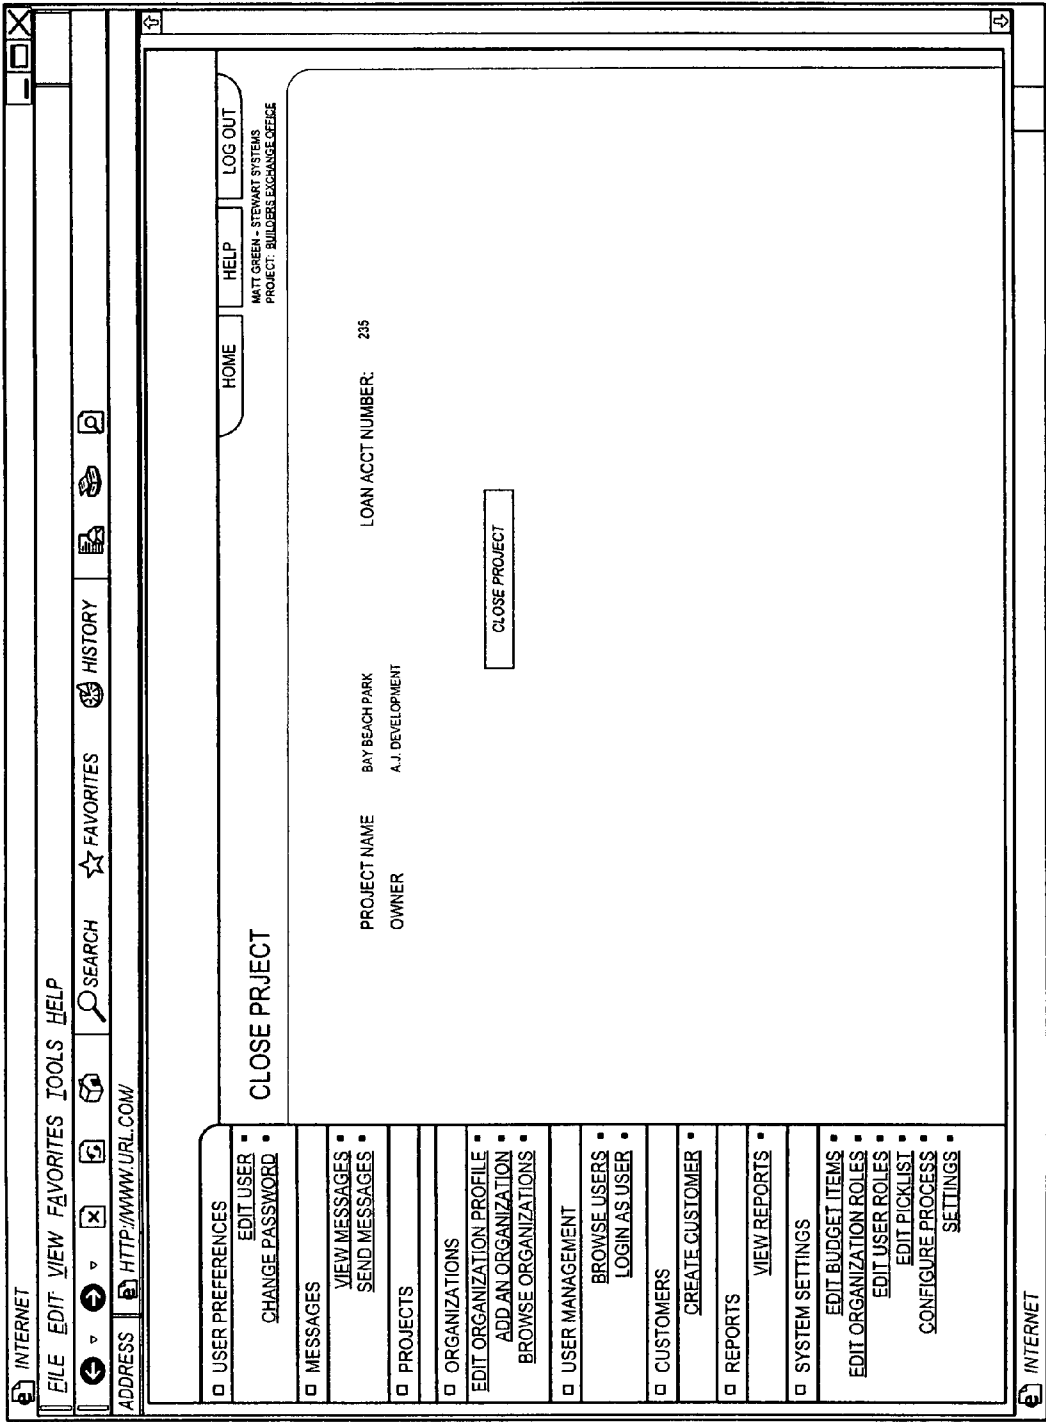 INTERNET
FILE EDIT VIEW FAVORITES TOOLS HELP
SEARCH FAVORITES HISTORY
ADDRESS HTTP://WWW.URL.COM/
HOME HELP LOG OUT
MATT GREEN - STEWART SYSTEMS
PROJECT: BUILDERS EXCHANGE OFFICE
CLOSE PRJECT
USER PREFERENCES
EDIT USER
CHANGE PASSWORD
MESSAGES
VIEW MESSAGES
SEND MESSAGES
PROJECTS
ORGANIZATIONS
EDIT ORGANIZATION PROFILE
ADD AN ORGANIZATION
BROWSE ORGANIZATIONS
USER MANAGEMENT
BROWSE USERS
LOGIN AS USER
CUSTOMERS
CREATE CUSTOMER
REPORTS
VIEW REPORTS
SYSTEM SETTINGS
EDIT BUDGET ITEMS
EDIT ORGANIZATION ROLES
EDIT USER ROLES
EDIT PICKLIST
CONFIGURE PROCESS
SETTINGS
PROJECT NAME BAY BEACH PARK LOAN ACCT NUMBER: 235
OWNER A.J. DEVELOPMENT
CLOSE PROJECT
INTERNET